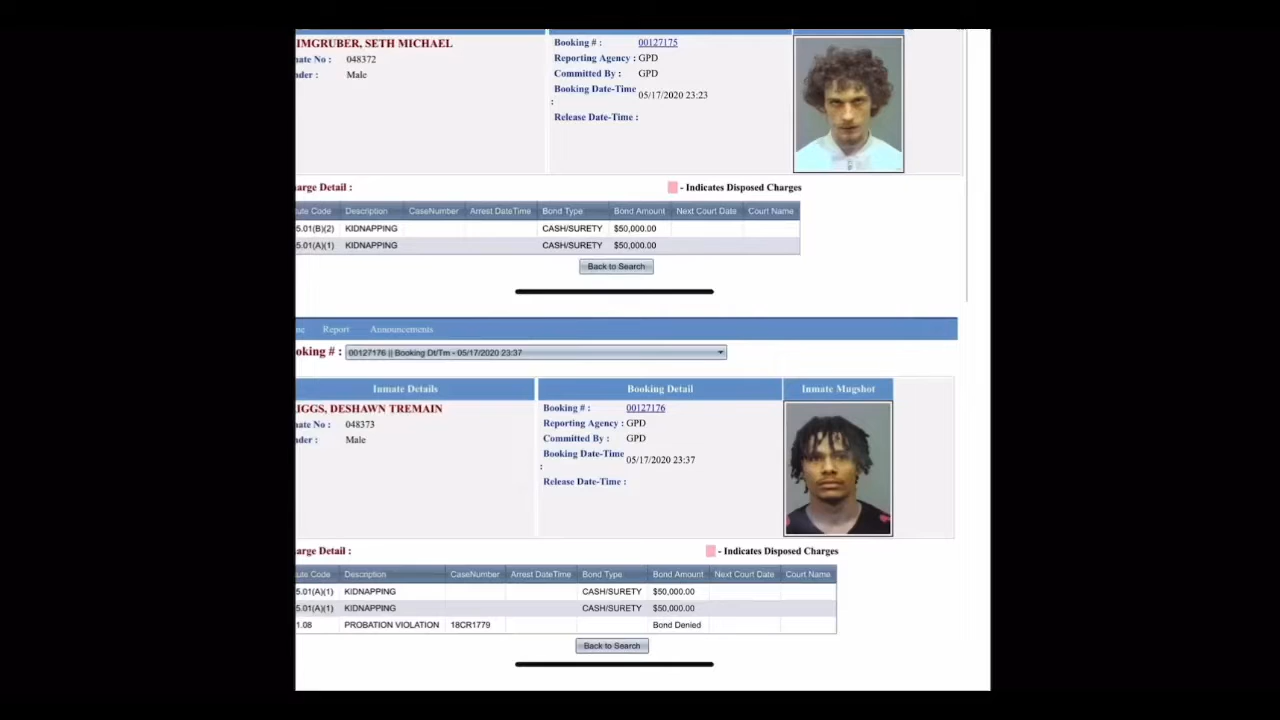 IMGRUBER, SETH MICHAEL
Booking # : 00127175
ate No : 048372
Reporting Agency : GPD
der : Male
Committed By : GPD
Booking Date-Time : 05/17/2020 23:23
Release Date-Time :
arge Detail :
- Indicates Disposed Charges
ute Code Description CaseNumber Arrest DateTime Bond Type Bond Amount Next Court Date Court Name
5.01(B)(2) KIDNAPPING CASH/SURETY $50,000.00
5.01(A)(1) KIDNAPPING CASH/SURETY $50,000.00
Back to Search
ne Report Announcements
oking # : 00127176 || Booking Dt/Tm - 05/17/2020 23:37
Inmate Details Booking Detail Inmate Mugshot
IGGS, DESHAWN TREMAIN
Booking # : 00127176
ate No : 048373
Reporting Agency : GPD
der : Male
Committed By : GPD
Booking Date-Time : 05/17/2020 23:37
Release Date-Time :
arge Detail :
- Indicates Disposed Charges
ute Code Description CaseNumber Arrest DateTime Bond Type Bond Amount Next Court Date Court Name
5.01(A)(1) KIDNAPPING CASH/SURETY $50,000.00
5.01(A)(1) KIDNAPPING CASH/SURETY $50,000.00
1.08 PROBATION VIOLATION 18CR1779 Bond Denied
Back to Search